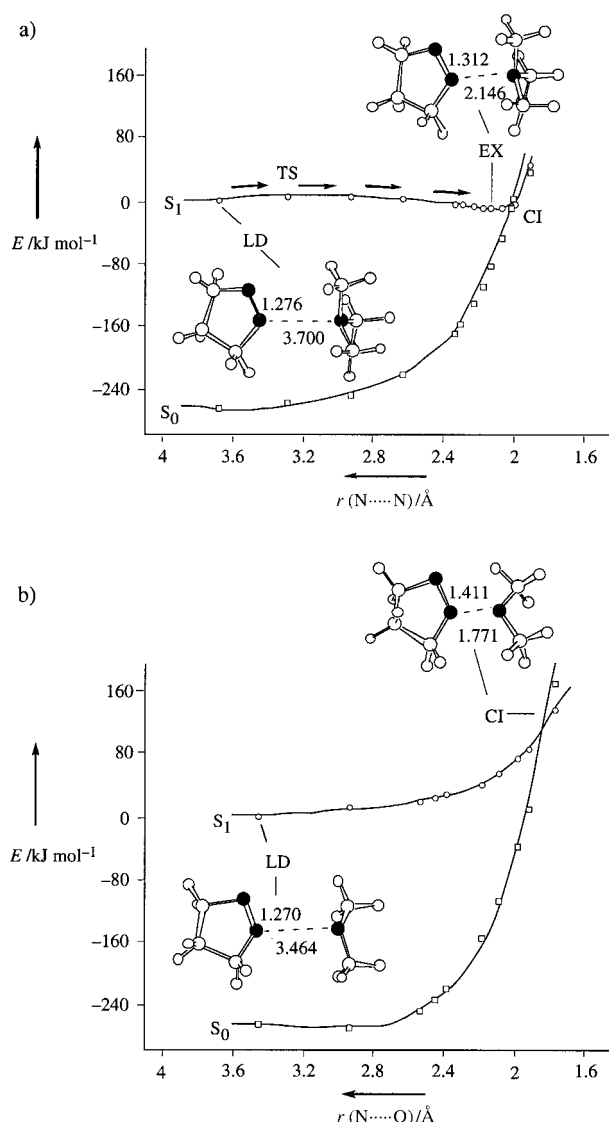 a)
160
80
0
−80
−160
−240
E /kJ mol−1
1.312
2.146
EX
TS
S1
CI
LD
1.276
3.700
S0
4 3.6 3.2 2.8 2.4 2 1.6
r (N·····N)/Å
b)
160
80
0
−80
−160
−240
E /kJ mol−1
1.411
1.771
CI
S1
LD
1.270
3.464
S0
4 3.6 3.2 2.8 2.4 2 1.6
r (N·····O)/Å